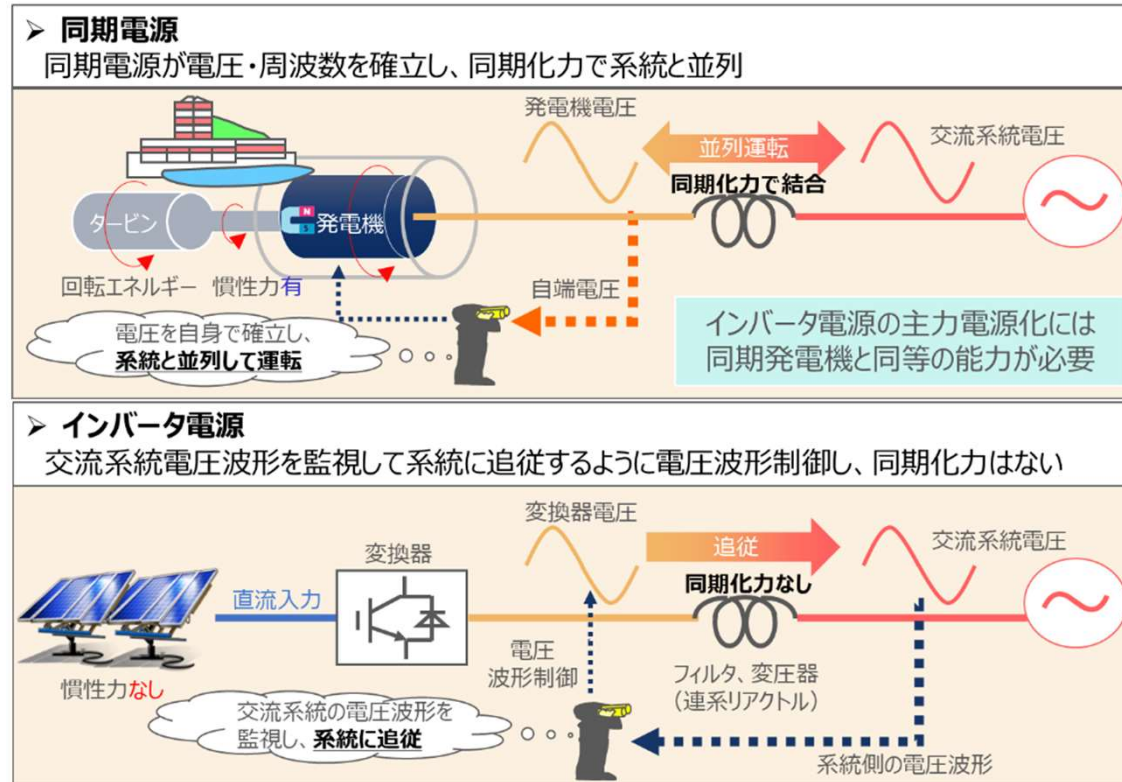 ➢ 同期電源
同期電源が電圧・周波数を確立し、同期化力で系統と並列
発電機電圧
並列運転
交流系統電圧
同期化力で結合
タービン
N
S
発電機
回転エネルギー 慣性力有
自端電圧
電圧を自身で確立し、
系統と並列して運転
インバータ電源の主力電源化には
同期発電機と同等の能力が必要
➢ インバータ電源
交流系統電圧波形を監視して系統に追従するように電圧波形制御し、同期化力はない
変換器電圧
追従
交流系統電圧
変換器
同期化力なし
直流入力
電圧
波形制御
フィルタ、変圧器
（連系リアクトル）
慣性力なし
交流系統の電圧波形を
監視し、系統に追従
系統側の電圧波形